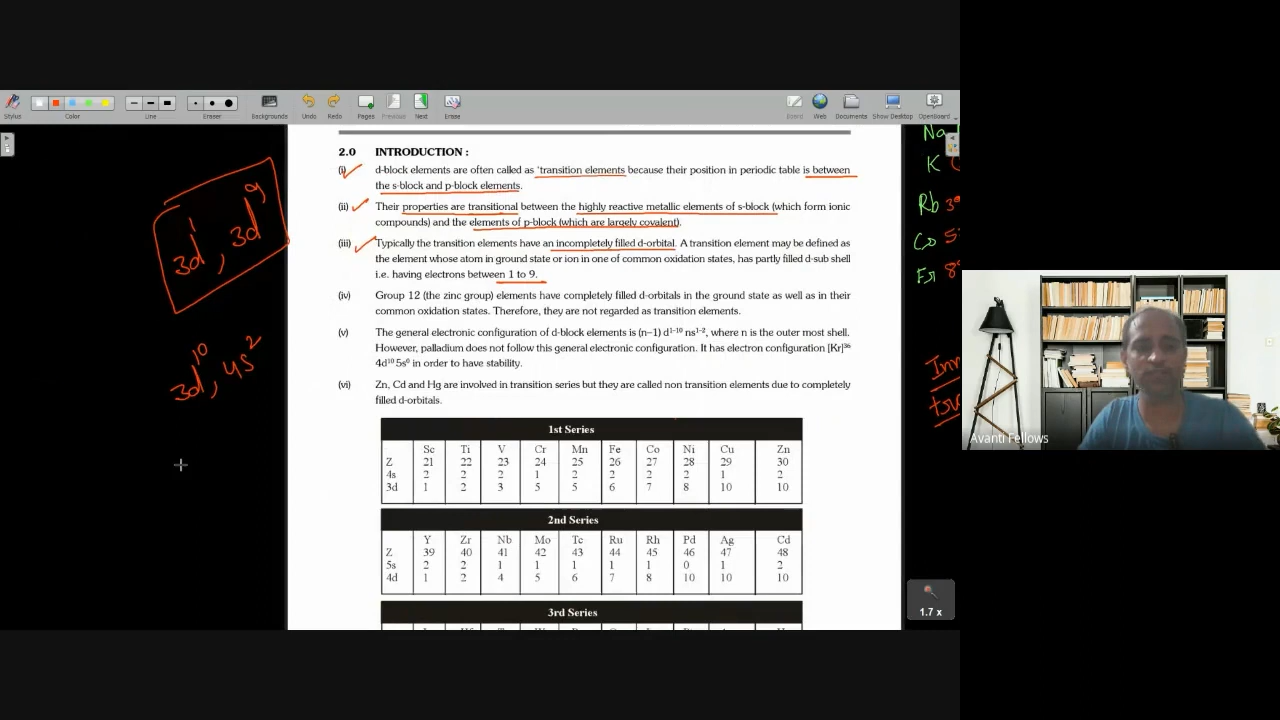 Stylus
Color
Line
Eraser
Backgrounds
Undo
Redo
Pages
Previous
Next
Erase
Board
Web
Documents
Show Desktop
OpenBoard
2.0 INTRODUCTION :
(i) d-block elements are often called as 'transition elements because their position in periodic table is between
the s-block and p-block elements.
(ii) Their properties are transitional between the highly reactive metallic elements of s-block (which form ionic
compounds) and the elements of p-block (which are largely covalent).
(iii) Typically the transition elements have an incompletely filled d-orbital. A transition element may be defined as
the element whose atom in ground state or ion in one of common oxidation states, has partly filled d-sub shell
i.e. having electrons between 1 to 9.
(iv) Group 12 (the zinc group) elements have completely filled d-orbitals in the ground state as well as in their
common oxidation states. Therefore, they are not regarded as transition elements.
(v) The general electronic configuration of d-block elements is (n–1) d¹⁻¹⁰ ns¹⁻², where n is the outer most shell.
However, palladium does not follow this general electronic configuration. It has electron configuration [Kr]³⁶
4d¹⁰ 5s⁰ in order to have stability.
(vi) Zn, Cd and Hg are involved in transition series but they are called non transition elements due to completely
filled d-orbitals.
1st Series
Sc Ti V Cr Mn Fe Co Ni Cu Zn
Z 21 22 23 24 25 26 27 28 29 30
4s 2 2 2 1 2 2 2 2 1 2
3d 1 2 3 5 5 6 7 8 10 10
2nd Series
Y Zr Nb Mo Tc Ru Rh Pd Ag Cd
Z 39 40 41 42 43 44 45 46 47 48
5s 2 2 1 1 1 1 1 0 1 2
4d 1 2 4 5 6 7 8 10 10 10
3rd Series
3d¹, 3d⁹
3d¹⁰, 4s²
Na
K
Rb
Fr
1.7 x
Avanti Fellows